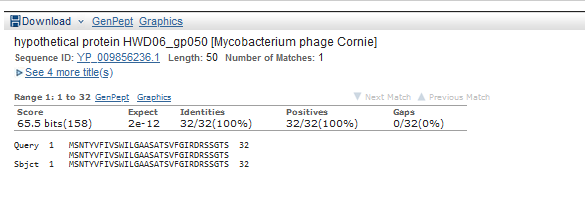 Download GenPept Graphics
hypothetical protein HWD06_gp050 [Mycobacterium phage Cornie]
Sequence ID: YP_009856236.1 Length: 50 Number of Matches: 1
See 4 more title(s)
Range 1: 1 to 32 GenPept Graphics Next Match Previous Match
Score Expect Identities Positives Gaps
65.5 bits(158) 2e-12 32/32(100%) 32/32(100%) 0/32(0%)
Query 1 MSNTYVFIVSWILGAASATSVFGIRDRSSGTS 32
MSNTYVFIVSWILGAASATSVFGIRDRSSGTS
Sbjct 1 MSNTYVFIVSWILGAASATSVFGIRDRSSGTS 32